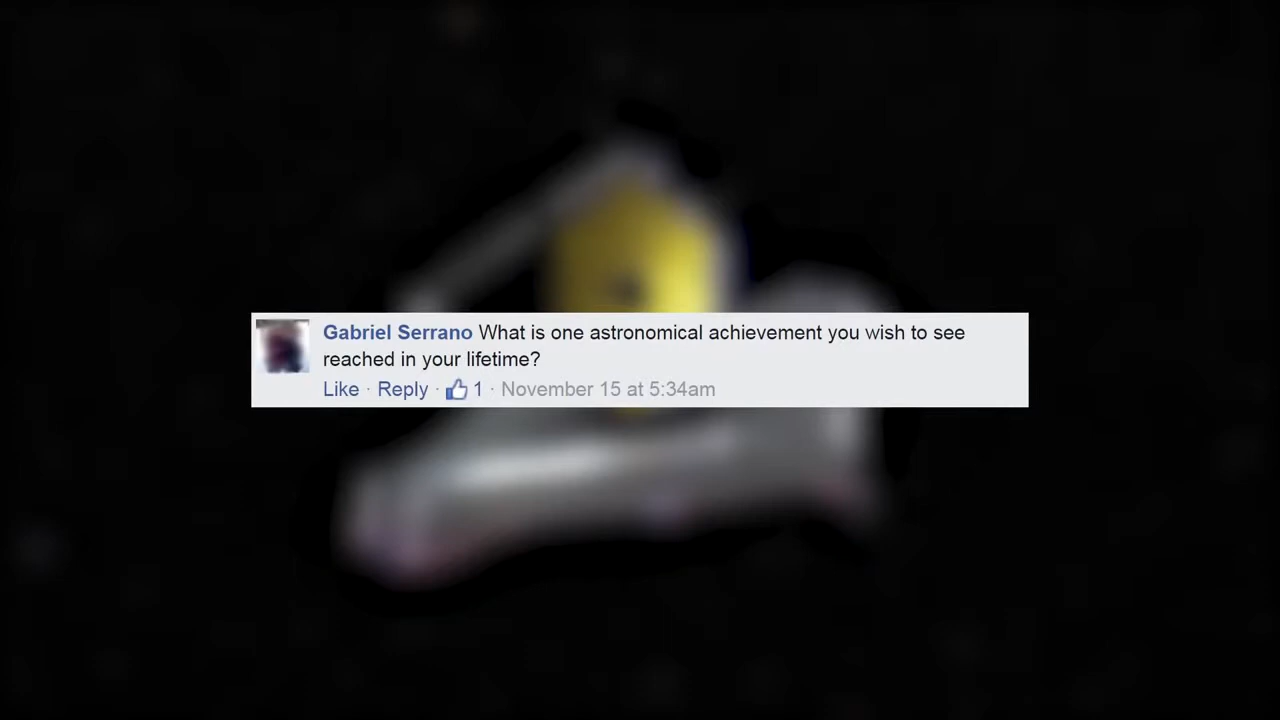 Gabriel Serrano What is one astronomical achievement you wish to see
reached in your lifetime?
Like · Reply · 1 · November 15 at 5:34am